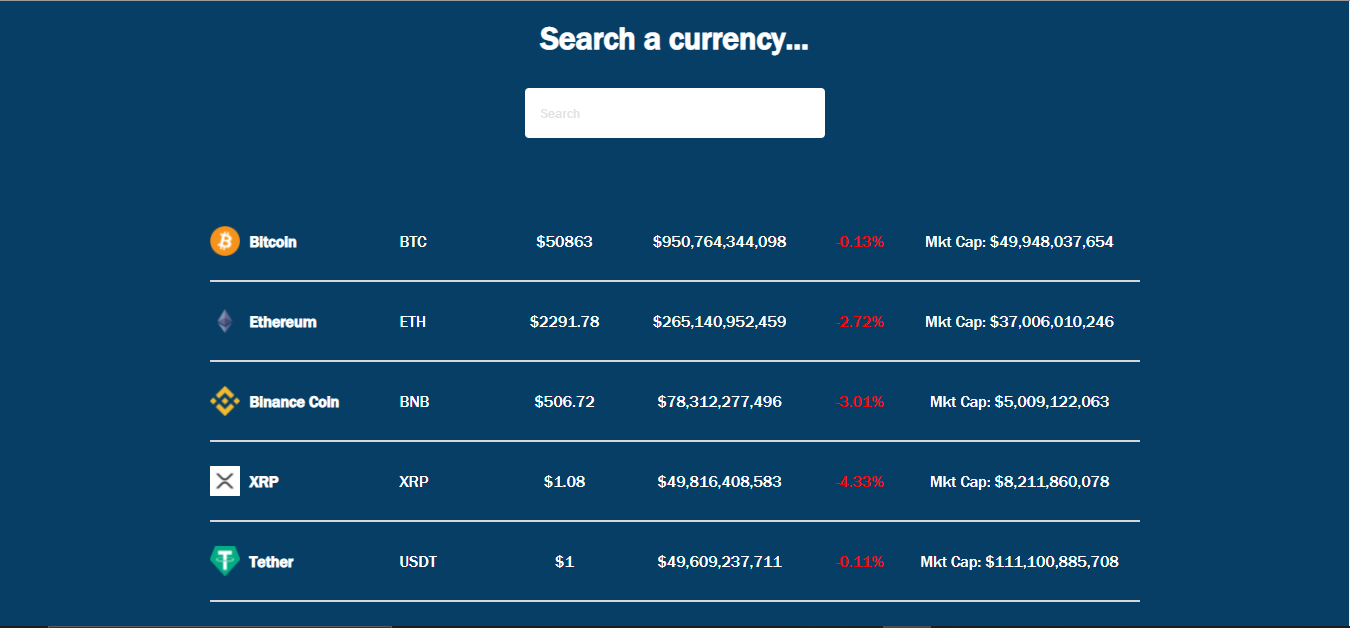 Search a currency...
Search
Bitcoin BTC $50863 $950,764,344,098 -0.13% Mkt Cap: $49,948,037,654
Ethereum ETH $2291.78 $265,140,952,459 -2.72% Mkt Cap: $37,006,010,246
Binance Coin BNB $506.72 $78,312,277,496 -3.01% Mkt Cap: $5,009,122,063
XRP XRP $1.08 $49,816,408,583 -4.33% Mkt Cap: $8,211,860,078
Tether USDT $1 $49,609,237,711 -0.11% Mkt Cap: $111,100,885,708